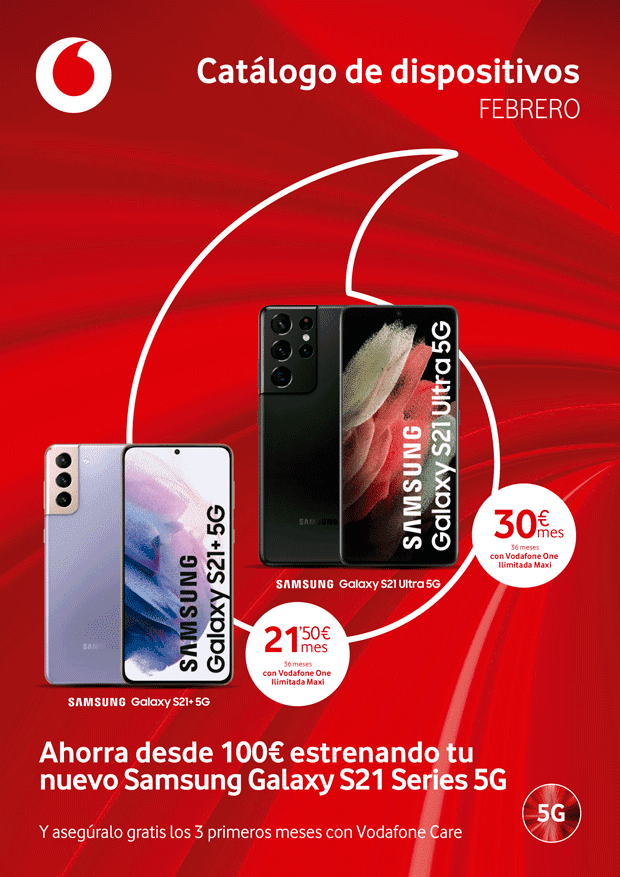 Catálogo de dispositivos
FEBRERO
SAMSUNG
Galaxy S21 Ultra 5G
SAMSUNG
30€
mes
36 meses
con Vodafone One
Ilimitada Maxi
SAMSUNG Galaxy S21 Ultra 5G
SAMSUNG
Galaxy S21+ 5G
SAMSUNG
21'50€
mes
36 meses
con Vodafone One
Ilimitada Maxi
SAMSUNG Galaxy S21+ 5G
Ahorra desde 100€ estrenando tu
nuevo Samsung Galaxy S21 Series 5G
5G
Y asegúralo gratis los 3 primeros meses con Vodafone Care